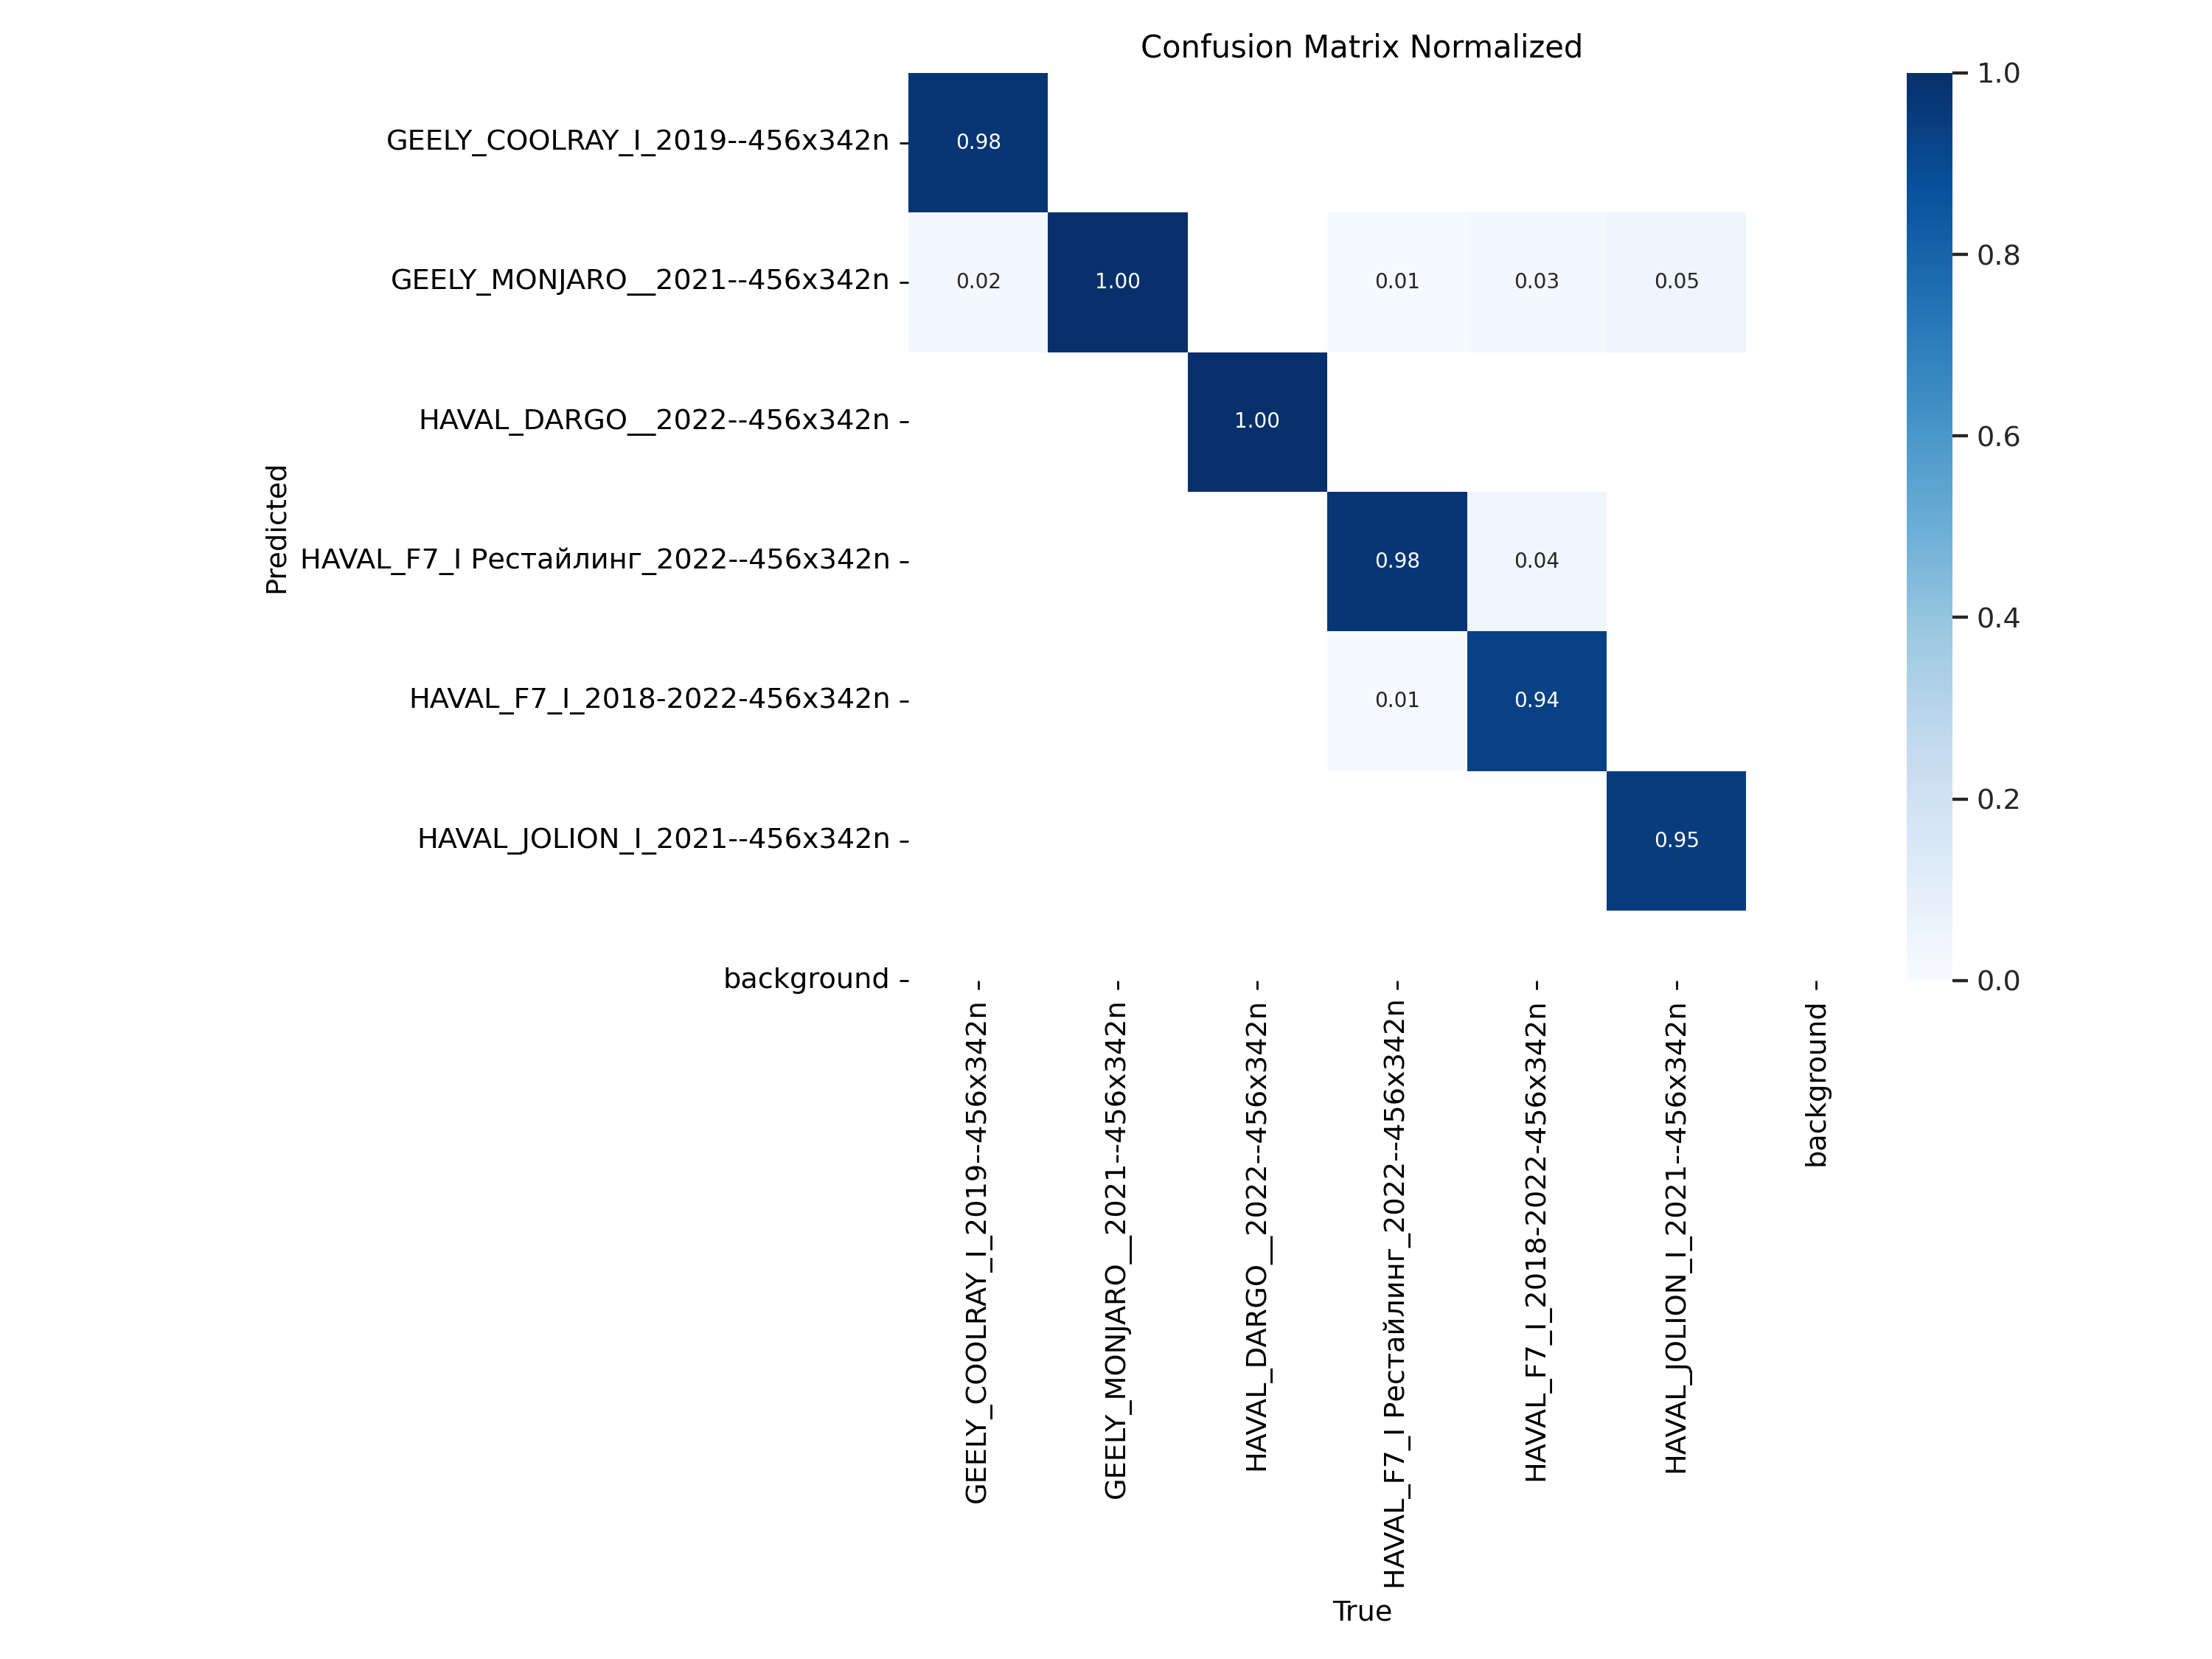 Confusion Matrix Normalized
GEELY_COOLRAY_I_2019--456x342n
0.98
GEELY_MONJARO__2021--456x342n
0.02
1.00
0.01
0.03
0.05
HAVAL_DARGO__2022--456x342n
1.00
HAVAL_F7_I Рестайлинг_2022--456x342n
0.98
0.04
HAVAL_F7_I_2018-2022-456x342n
0.01
0.94
HAVAL_JOLION_I_2021--456x342n
0.95
background
Predicted
GEELY_COOLRAY_I_2019--456x342n
GEELY_MONJARO__2021--456x342n
HAVAL_DARGO__2022--456x342n
HAVAL_F7_I Рестайлинг_2022--456x342n
HAVAL_F7_I_2018-2022-456x342n
HAVAL_JOLION_I_2021--456x342n
background
True
1.0
0.8
0.6
0.4
0.2
0.0